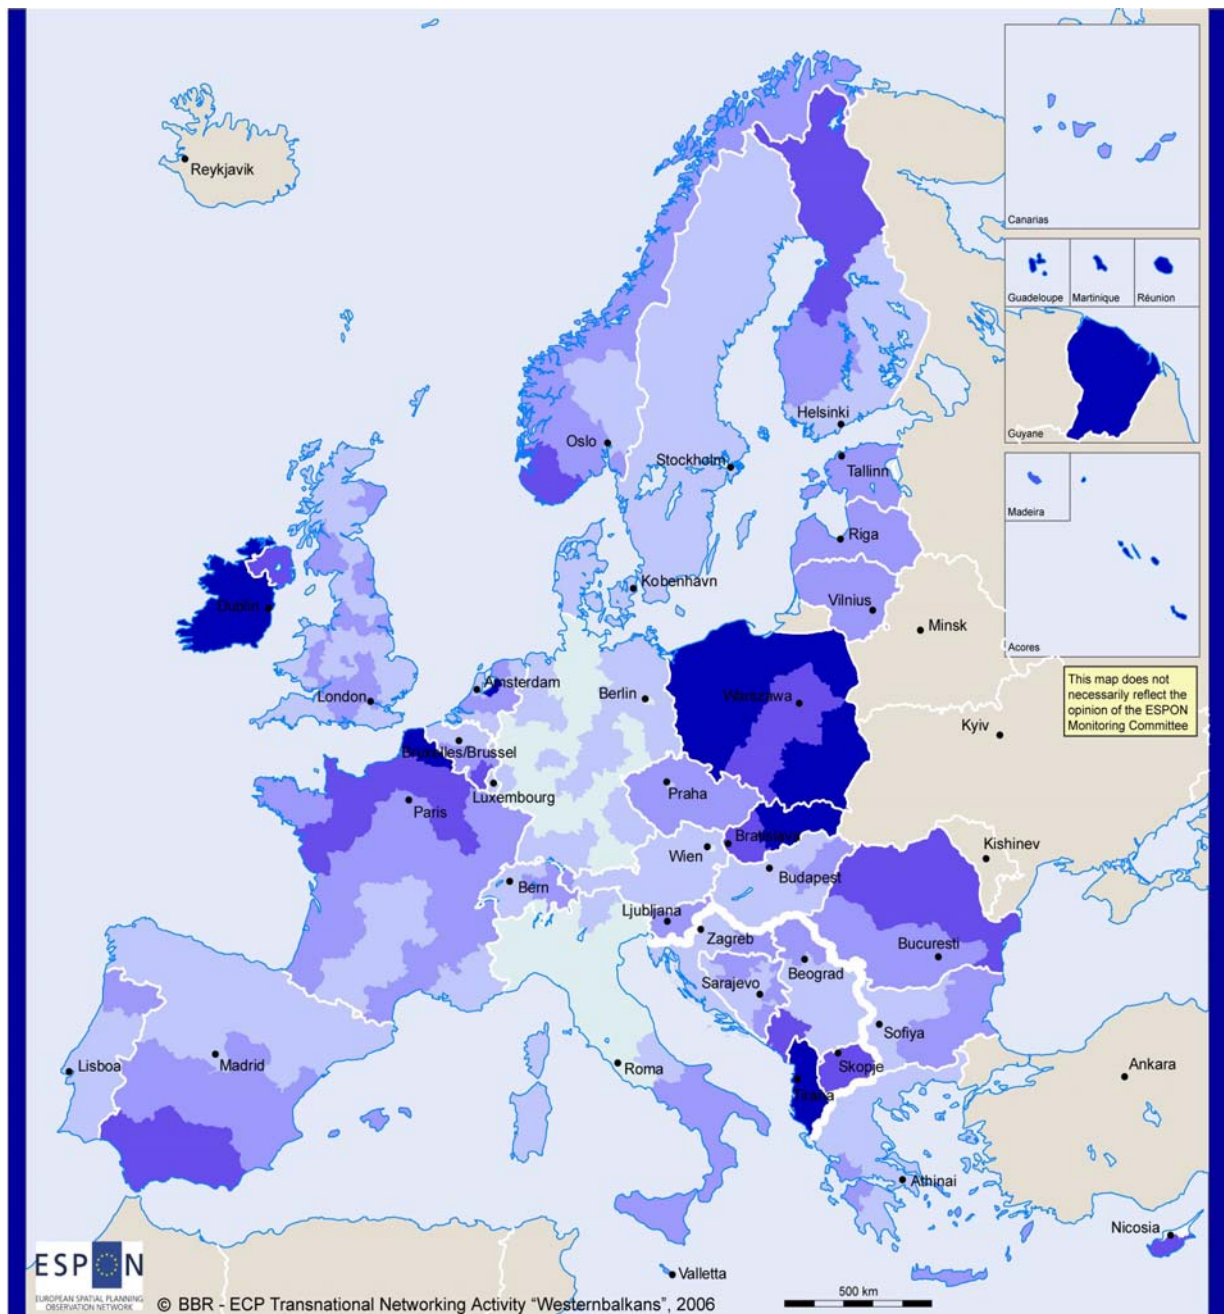 Reykjavik
Canarias
Guadeloupe
Martinique
Réunion
Guyane
Helsinki
Oslo
Stockholm
Tallinn
Madeira
Riga
Kobenhavn
Vilnius
Dublin
Minsk
Acores
Amsterdam
London
Berlin
Warszawa
This map does not
necessarily reflect the
opinion of the ESPON
Monitoring Committee
Kyiv
Bruxelles/Brussel
Luxembourg
Praha
Paris
Bratislava
Kishinev
Wien
Budapest
Bern
Ljubljana
Zagreb
Bucuresti
Beograd
Sarajevo
Sofiya
Lisboa
Madrid
Roma
Skopje
Ankara
Tirana
Athinai
Nicosia
Valletta
ESPON
EUROPEAN SPATIAL PLANNING
OBSERVATION NETWORK
© BBR - ECP Transnational Networking Activity "Westernbalkans", 2006
500 km